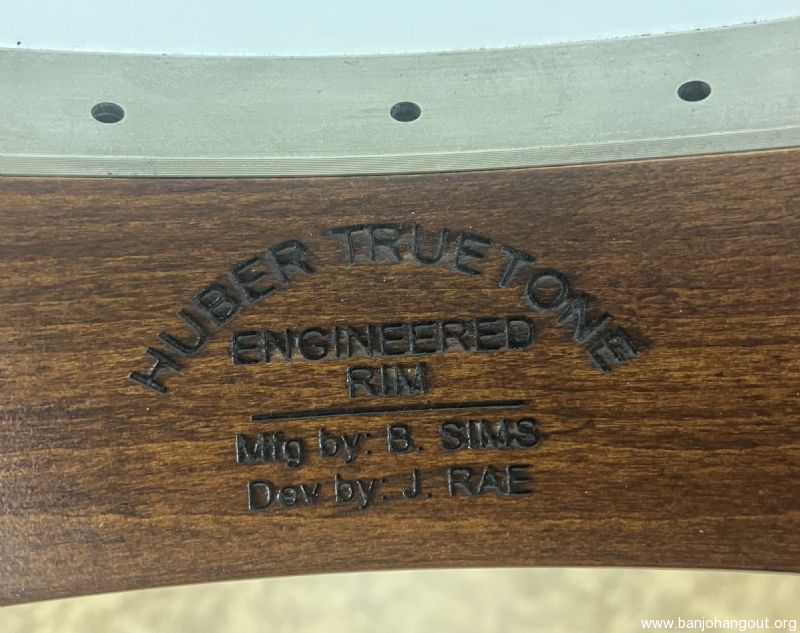 HUBER TRUETONE
ENGINEERED
RIM
Mfg by: B. SIMS
Dev by: J. RAE
www.banjohangout.org